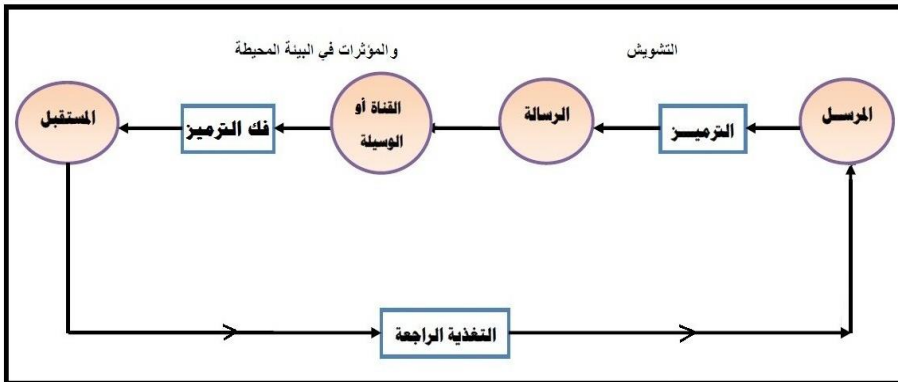 التشويش
والمؤثرات في البيئة المحيطة
المرسل
الترميز
الرسالة
القناة أو
الوسيلة
فك الترميز
المستقبل
التغذية الراجعة